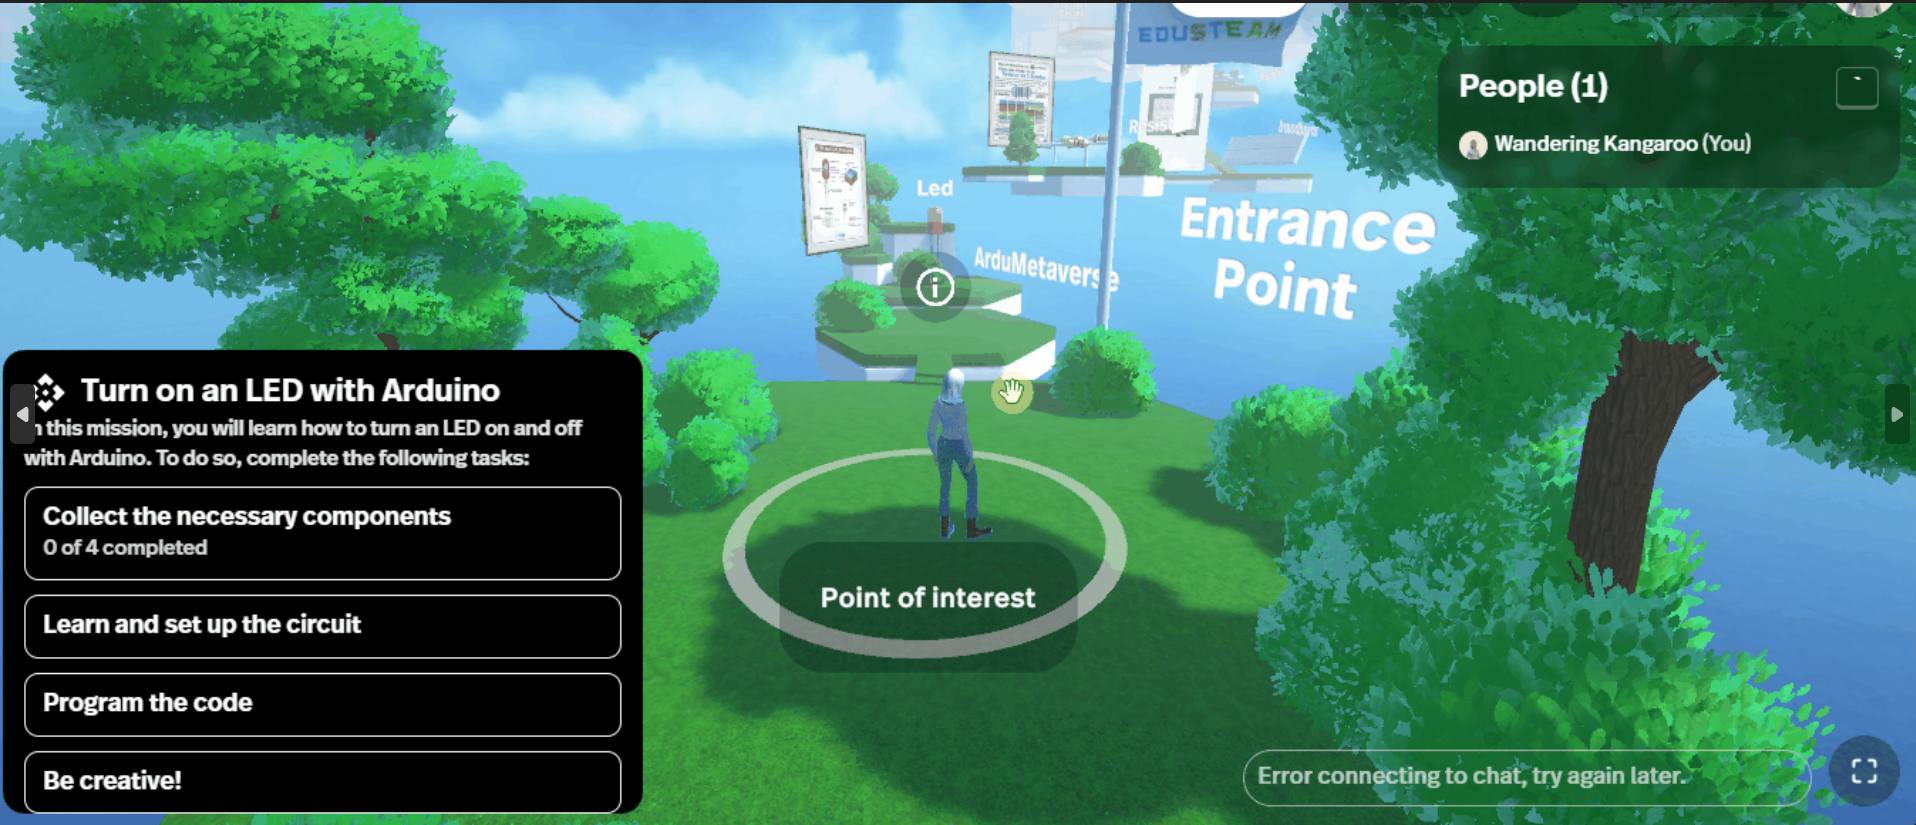 EDUSTEAM
People (1)
Wandering Kangaroo (You)
Led
ArduMetaverse
Entrance
Point
Turn on an LED with Arduino
n this mission, you will learn how to turn an LED on and off
with Arduino. To do so, complete the following tasks:
Collect the necessary components
0 of 4 completed
Learn and set up the circuit
Program the code
Be creative!
Point of interest
Error connecting to chat, try again later.